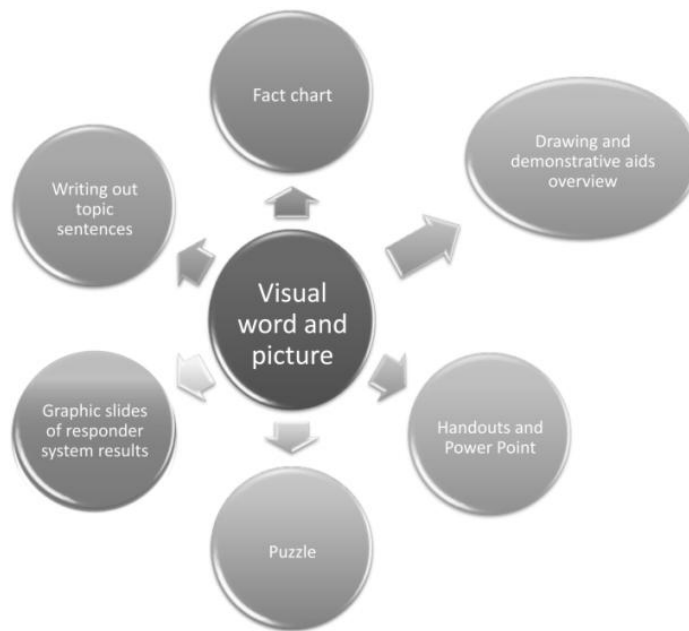 Fact chart
Drawing and
demonstrative aids
overview
Writing out
topic
sentences
Visual
word and
picture
Graphic slides
of responder
system results
Handouts and
Power Point
Puzzle